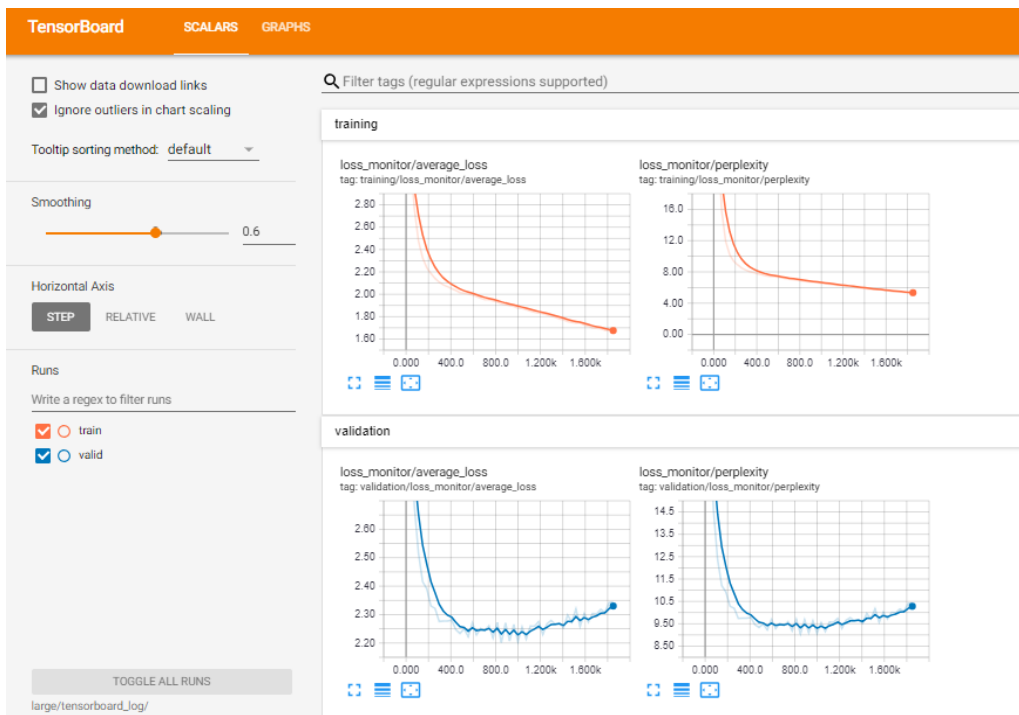 TensorBoard SCALARS GRAPHS
Show data download links
Ignore outliers in chart scaling
Tooltip sorting method: default
Smoothing
0.6
Horizontal Axis
STEP RELATIVE WALL
Runs
Write a regex to filter runs
train
valid
TOGGLE ALL RUNS
large/tensorboard_log/
Filter tags (regular expressions supported)
training
loss_monitor/average_loss
tag: training/loss_monitor/average_loss
2.80
2.60
2.40
2.20
2.00
1.80
1.60
0.000 400.0 800.0 1.200k 1.600k
loss_monitor/perplexity
tag: training/loss_monitor/perplexity
16.0
12.0
8.00
4.00
0.00
0.000 400.0 800.0 1.200k 1.600k
validation
loss_monitor/average_loss
tag: validation/loss_monitor/average_loss
2.60
2.50
2.40
2.30
2.20
0.000 400.0 800.0 1.200k 1.600k
loss_monitor/perplexity
tag: validation/loss_monitor/perplexity
14.5
13.5
12.5
11.5
10.5
9.50
8.50
0.000 400.0 800.0 1.200k 1.600k